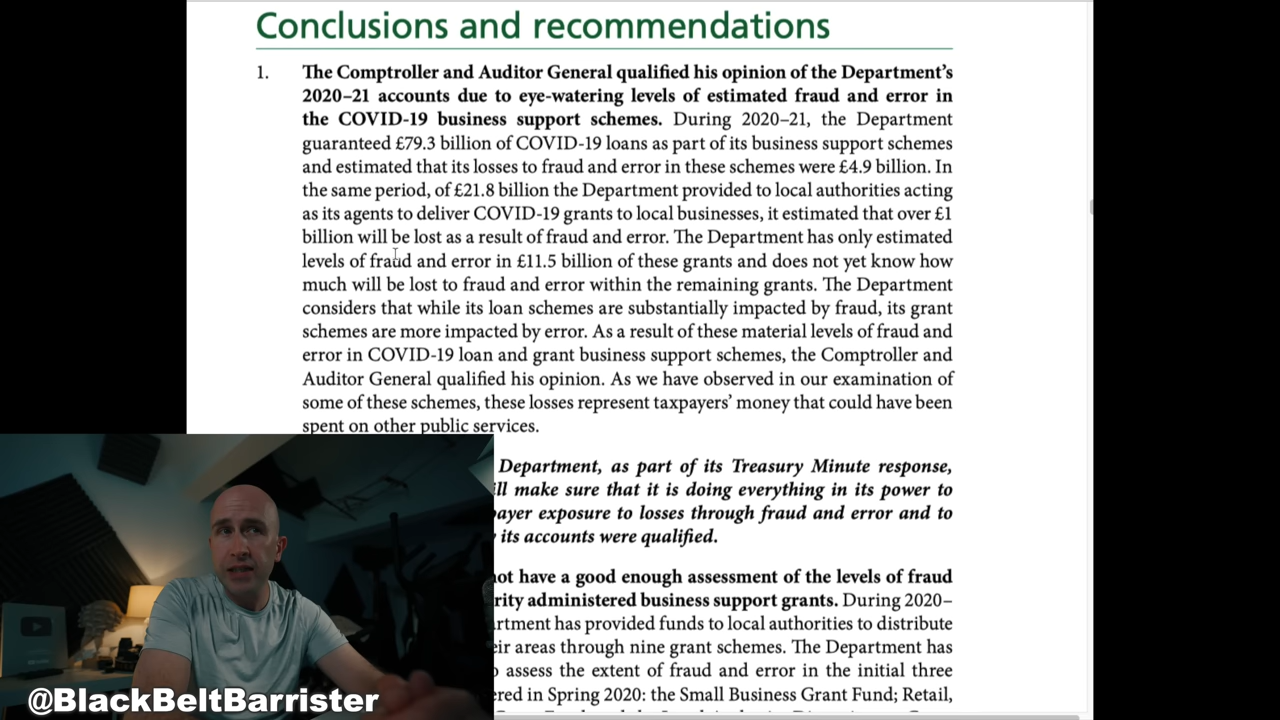 Conclusions and recommendations
1. The Comptroller and Auditor General qualified his opinion of the Department's
2020–21 accounts due to eye-watering levels of estimated fraud and error in
the COVID-19 business support schemes. During 2020–21, the Department
guaranteed £79.3 billion of COVID-19 loans as part of its business support schemes
and estimated that its losses to fraud and error in these schemes were £4.9 billion. In
the same period, of £21.8 billion the Department provided to local authorities acting
as its agents to deliver COVID-19 grants to local businesses, it estimated that over £1
billion will be lost as a result of fraud and error. The Department has only estimated
levels of fraud and error in £11.5 billion of these grants and does not yet know how
much will be lost to fraud and error within the remaining grants. The Department
considers that while its loan schemes are substantially impacted by fraud, its grant
schemes are more impacted by error. As a result of these material levels of fraud and
error in COVID-19 loan and grant business support schemes, the Comptroller and
Auditor General qualified his opinion. As we have observed in our examination of
some of these schemes, these losses represent taxpayers' money that could have been
spent on other public services.
Department, as part of its Treasury Minute response,
ll make sure that it is doing everything in its power to
ayer exposure to losses through fraud and error and to
its accounts were qualified.
not have a good enough assessment of the levels of fraud
rity administered business support grants. During 2020–
rtment has provided funds to local authorities to distribute
eir areas through nine grant schemes. The Department has
assess the extent of fraud and error in the initial three
ered in Spring 2020: the Small Business Grant Fund; Retail,
@BlackBeltBarrister